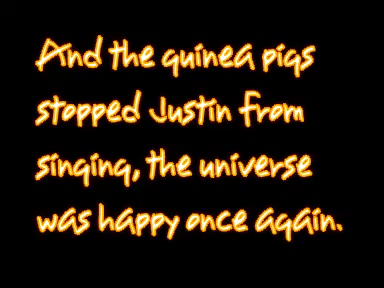 And the guinea pigs
stopped Justin from
singing, the universe
was happy once again.